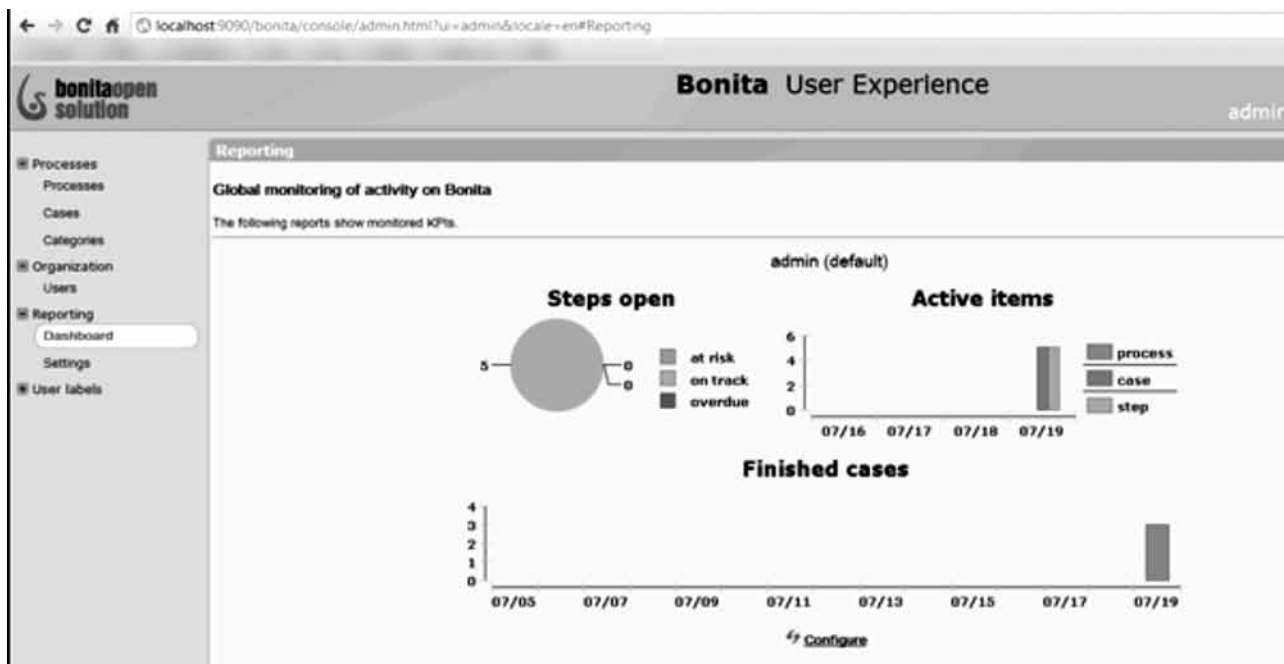 localhost:9090/bonita/console/admin.html?ui=admin&locale=en#Reporting
bonitaopen
solution
Bonita User Experience
admin
Processes
Processes
Cases
Categories
Organization
Users
Reporting
Dashboard
Settings
User labels
Reporting
Global monitoring of activity on Bonita
The following reports show monitored KPIs.
admin (default)
Steps open
5
0
0
at risk
on track
overdue
Active items
6
4
2
0
07/16 07/17 07/18 07/19
process
case
step
Finished cases
4
3
2
1
0
07/05 07/07 07/09 07/11 07/13 07/15 07/17 07/19
Configure